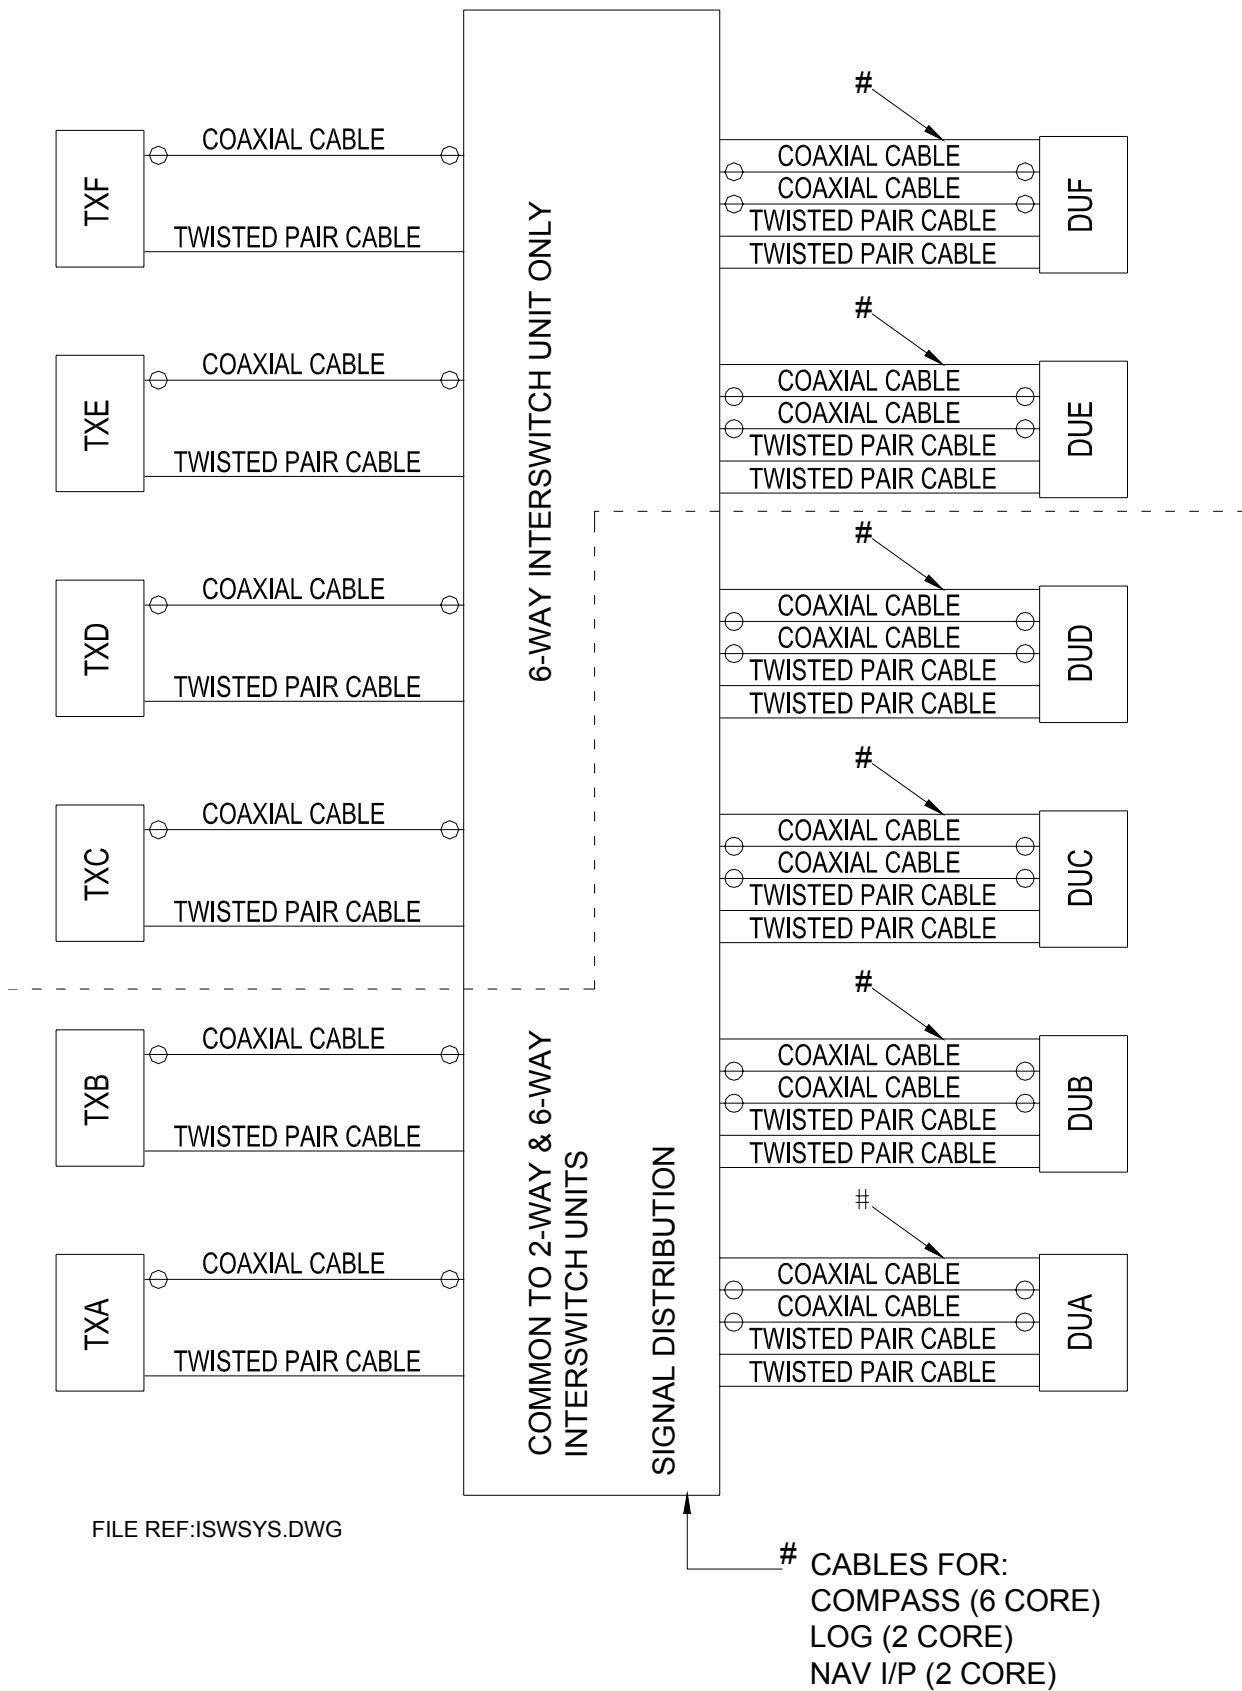 #
TXF
COAXIAL CABLE
TWISTED PAIR CABLE
COAXIAL CABLE
COAXIAL CABLE
TWISTED PAIR CABLE
TWISTED PAIR CABLE
DUF
#
TXE
COAXIAL CABLE
TWISTED PAIR CABLE
COAXIAL CABLE
COAXIAL CABLE
TWISTED PAIR CABLE
TWISTED PAIR CABLE
DUE
6-WAY INTERSWITCH UNIT ONLY
#
TXD
COAXIAL CABLE
TWISTED PAIR CABLE
COAXIAL CABLE
COAXIAL CABLE
TWISTED PAIR CABLE
TWISTED PAIR CABLE
DUD
#
TXC
COAXIAL CABLE
TWISTED PAIR CABLE
COAXIAL CABLE
COAXIAL CABLE
TWISTED PAIR CABLE
TWISTED PAIR CABLE
DUC
#
TXB
COAXIAL CABLE
TWISTED PAIR CABLE
COAXIAL CABLE
COAXIAL CABLE
TWISTED PAIR CABLE
TWISTED PAIR CABLE
DUB
COMMON TO 2-WAY & 6-WAY
INTERSWITCH UNITS
SIGNAL DISTRIBUTION
#
TXA
COAXIAL CABLE
TWISTED PAIR CABLE
COAXIAL CABLE
COAXIAL CABLE
TWISTED PAIR CABLE
TWISTED PAIR CABLE
DUA
FILE REF:ISWSYS.DWG
# CABLES FOR:
COMPASS (6 CORE)
LOG (2 CORE)
NAV I/P (2 CORE)